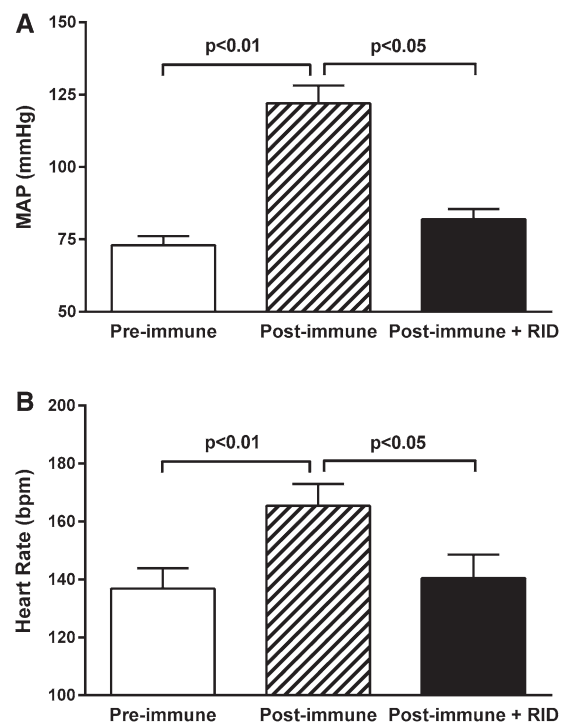 A
150
p<0.01 p<0.05
125
MAP (mmHg)
100
75
50
Pre-immune Post-immune Post-immune + RID
B
200
p<0.01 p<0.05
180
Heart Rate (bpm)
160
140
120
100
Pre-immune Post-immune Post-immune + RID